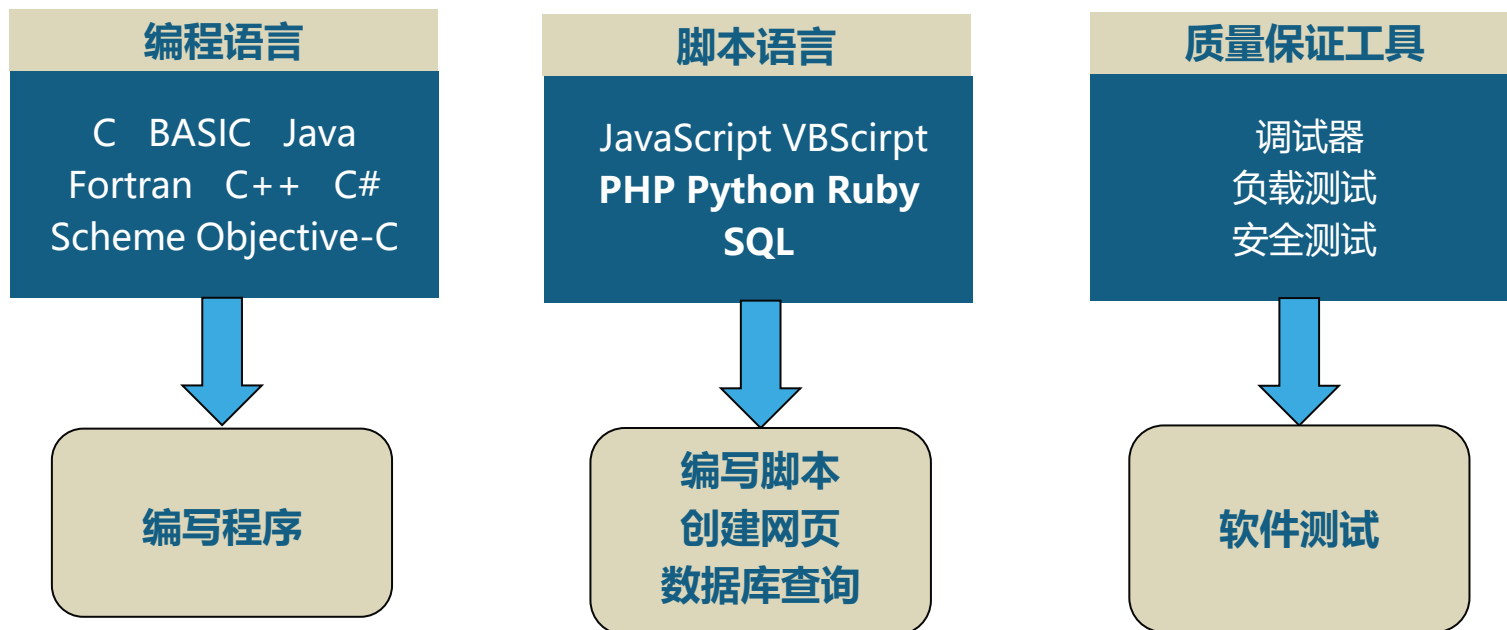 编程语言
C BASIC Java
Fortran C++ C#
Scheme Objective-C
编写程序
脚本语言
JavaScript VBScirpt
PHP Python Ruby
SQL
编写脚本
创建网页
数据库查询
质量保证工具
调试器
负载测试
安全测试
软件测试